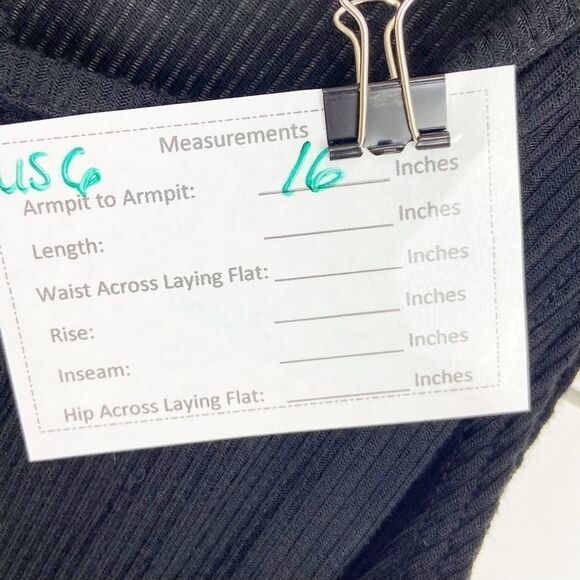 Measurements
US 6
Armpit to Armpit: 16 Inches
Length: Inches
Waist Across Laying Flat: Inches
Rise: Inches
Inseam: Inches
Hip Across Laying Flat: Inches